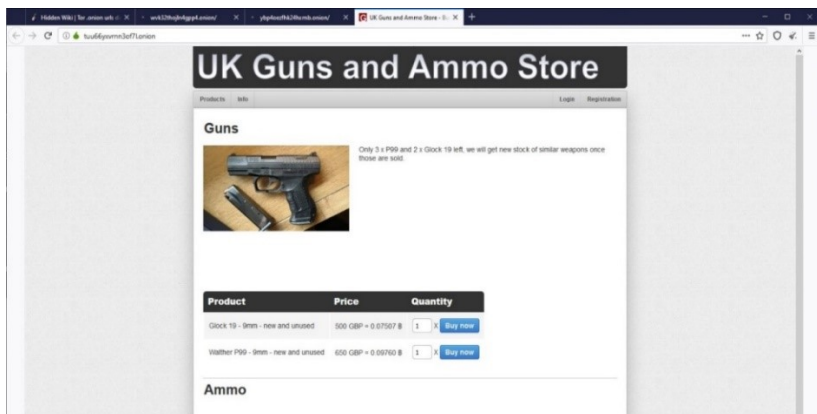 Hidden Wiki | Tor .onion urls
UK Guns and Ammo Store - B
UK Guns and Ammo Store
Products Info Login Registration
Guns
Only 3 x P99 and 2 x Glock 19 left, we will get new stock of similar weapons once
those are sold.
Product Price Quantity
Glock 19 - 9mm - new and unused 500 GBP = 0.07507 ฿ 1 X Buy now
Walther P99 - 9mm - new and unused 650 GBP = 0.09760 ฿ 1 X Buy now
Ammo